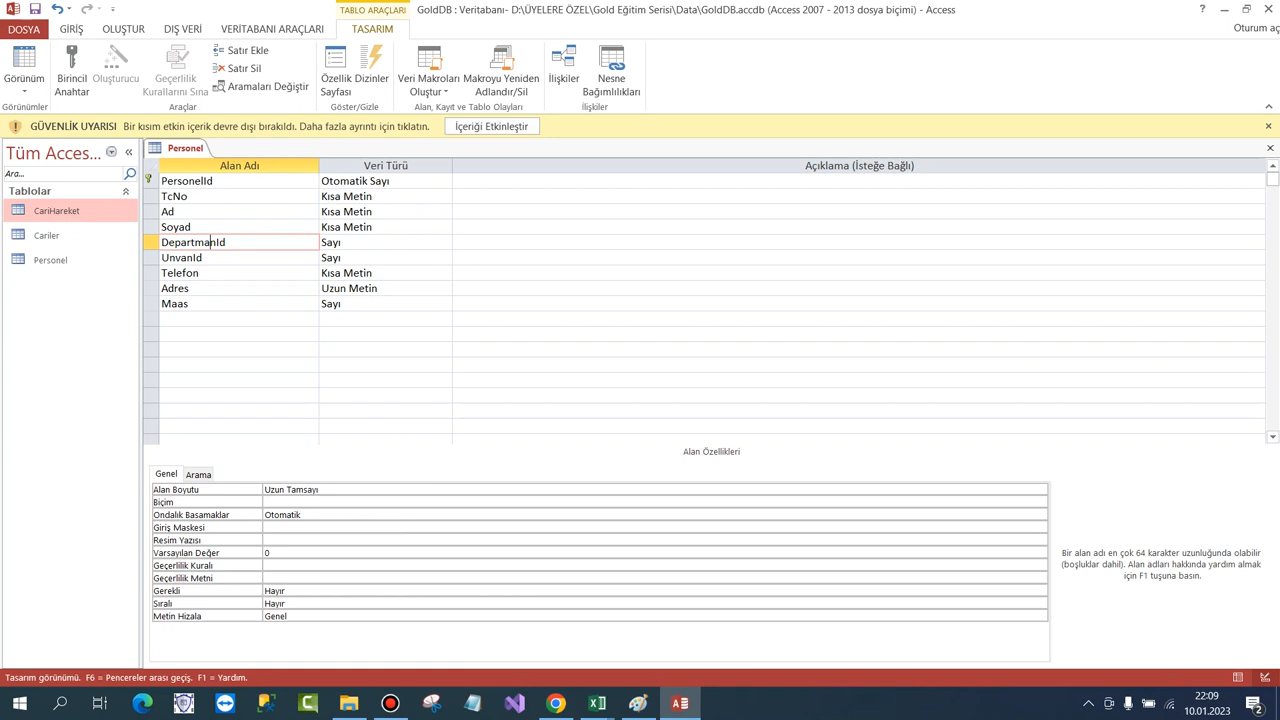 TABLO ARAÇLARI
GoldDB : Veritabanı- D:\ÜYELERE ÖZEL\Gold Eğitim Serisi\Data\GoldDB.accdb (Access 2007 - 2013 dosya biçimi) - Access
DOSYA GİRİŞ OLUŞTUR DIŞ VERİ VERİTABANI ARAÇLARI TASARIM Oturum aç
Görünüm
Birincil Anahtar
Oluşturucu
Geçerlilik Kurallarını Sına
Satır Ekle
Satır Sil
Aramaları Değiştir
Özellik Sayfası
Dizinler
Veri Makroları Oluştur
Makroyu Yeniden Adlandır/Sil
İlişkiler
Nesne Bağımlılıkları
Görünümler Araçlar Göster/Gizle Alan, Kayıt ve Tablo Olayları İlişkiler
GÜVENLİK UYARISI Bir kısım etkin içerik devre dışı bırakıldı. Daha fazla ayrıntı için tıklatın. İçeriği Etkinleştir
Tüm Acces...
Ara...
Tablolar
CariHareket
Cariler
Personel
Personel
Alan Adı Veri Türü Açıklama (İsteğe Bağlı)
PersonelId Otomatik Sayı
TcNo Kısa Metin
Ad Kısa Metin
Soyad Kısa Metin
DepartmanId Sayı
UnvanId Sayı
Telefon Kısa Metin
Adres Uzun Metin
Maas Sayı
Alan Özellikleri
Genel Arama
Alan Boyutu Uzun Tamsayı
Biçim
Ondalık Basamaklar Otomatik
Giriş Maskesi
Resim Yazısı
Varsayılan Değer 0
Geçerlilik Kuralı
Geçerlilik Metni
Gerekli Hayır
Sıralı Hayır
Metin Hizala Genel
Bir alan adı en çok 64 karakter uzunluğunda olabilir
(boşluklar dahil). Alan adları hakkında yardım almak
için F1 tuşuna basın.
Tasarım görünümü. F6 = Pencereler arası geçiş. F1 = Yardım.
22:09
10.01.2023
2